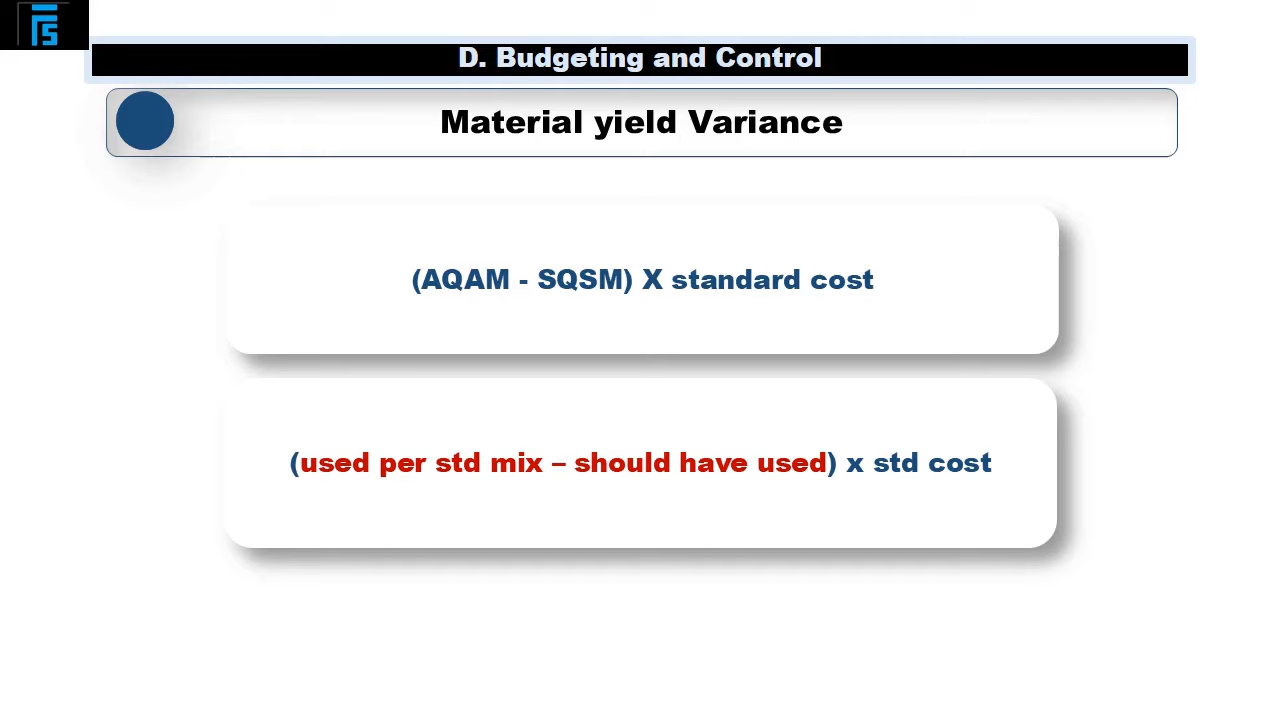 D. Budgeting and Control
Material yield Variance
(AQAM - SQSM) X standard cost
(used per std mix – should have used) x std cost